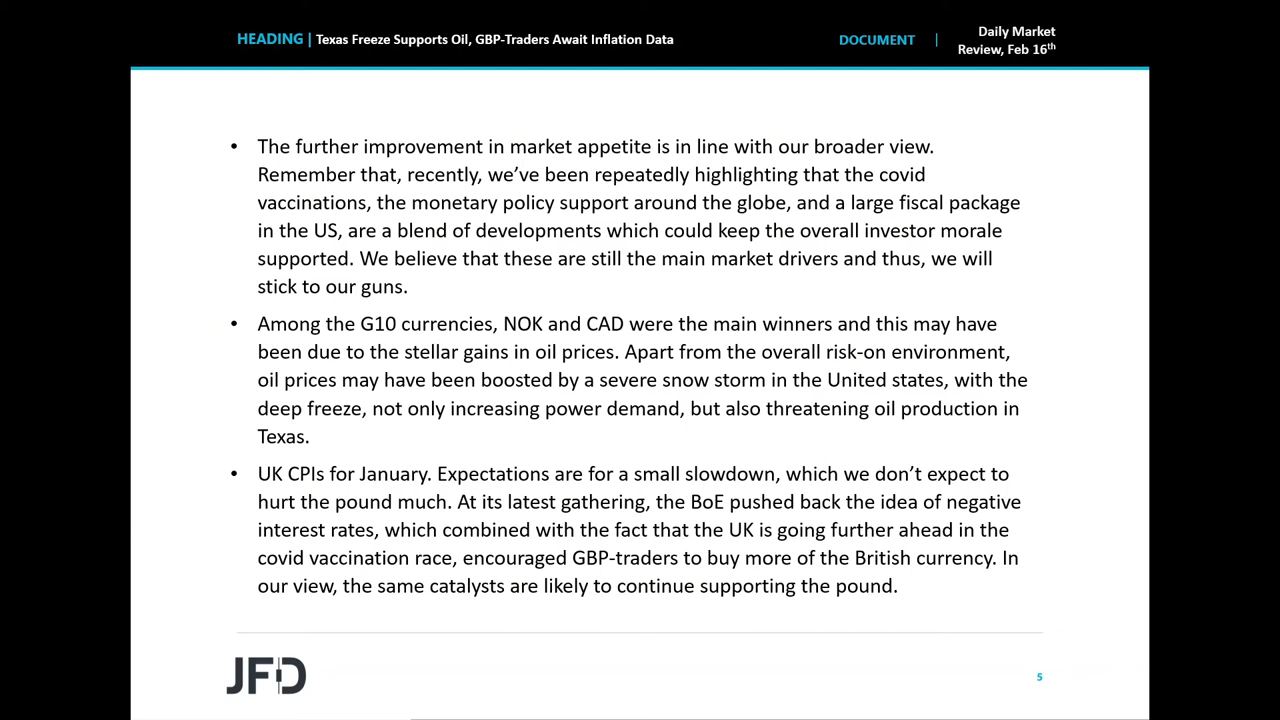 HEADING | Texas Freeze Supports Oil, GBP-Traders Await Inflation Data
DOCUMENT | Daily Market
Review, Feb 16th
• The further improvement in market appetite is in line with our broader view.
Remember that, recently, we’ve been repeatedly highlighting that the covid
vaccinations, the monetary policy support around the globe, and a large fiscal package
in the US, are a blend of developments which could keep the overall investor morale
supported. We believe that these are still the main market drivers and thus, we will
stick to our guns.
• Among the G10 currencies, NOK and CAD were the main winners and this may have
been due to the stellar gains in oil prices. Apart from the overall risk-on environment,
oil prices may have been boosted by a severe snow storm in the United states, with the
deep freeze, not only increasing power demand, but also threatening oil production in
Texas.
• UK CPIs for January. Expectations are for a small slowdown, which we don’t expect to
hurt the pound much. At its latest gathering, the BoE pushed back the idea of negative
interest rates, which combined with the fact that the UK is going further ahead in the
covid vaccination race, encouraged GBP-traders to buy more of the British currency. In
our view, the same catalysts are likely to continue supporting the pound.
JFD
5